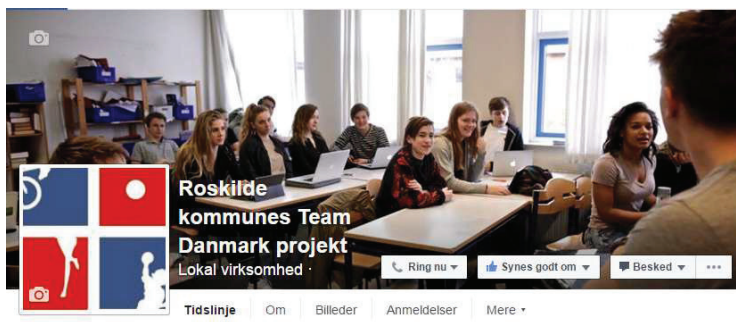 Roskilde
kommunes Team
Danmark projekt
Lokal virksomhed ·
Ring nu
Synes godt om
Besked
Tidslinje Om Billeder Anmeldelser Mere